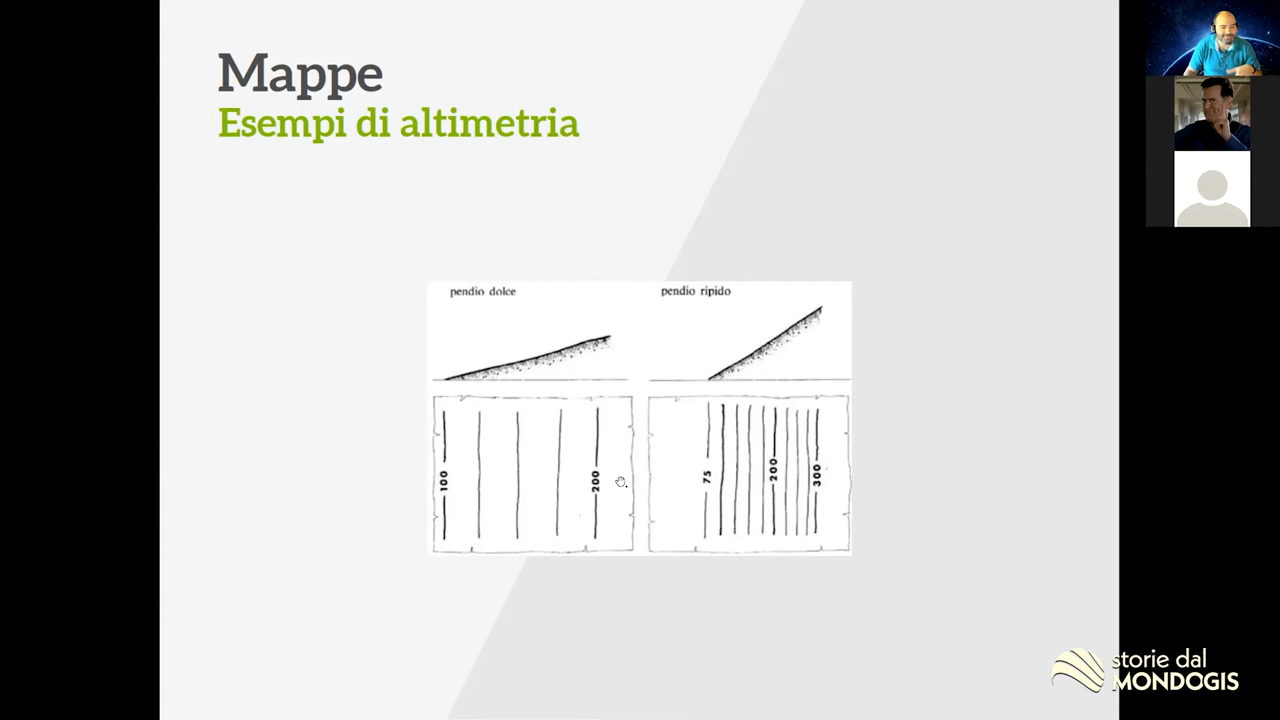 Mappe
Esempi di altimetria
pendio dolce
pendio ripido
100
200
75
200
300
storie dal
MONDOGIS